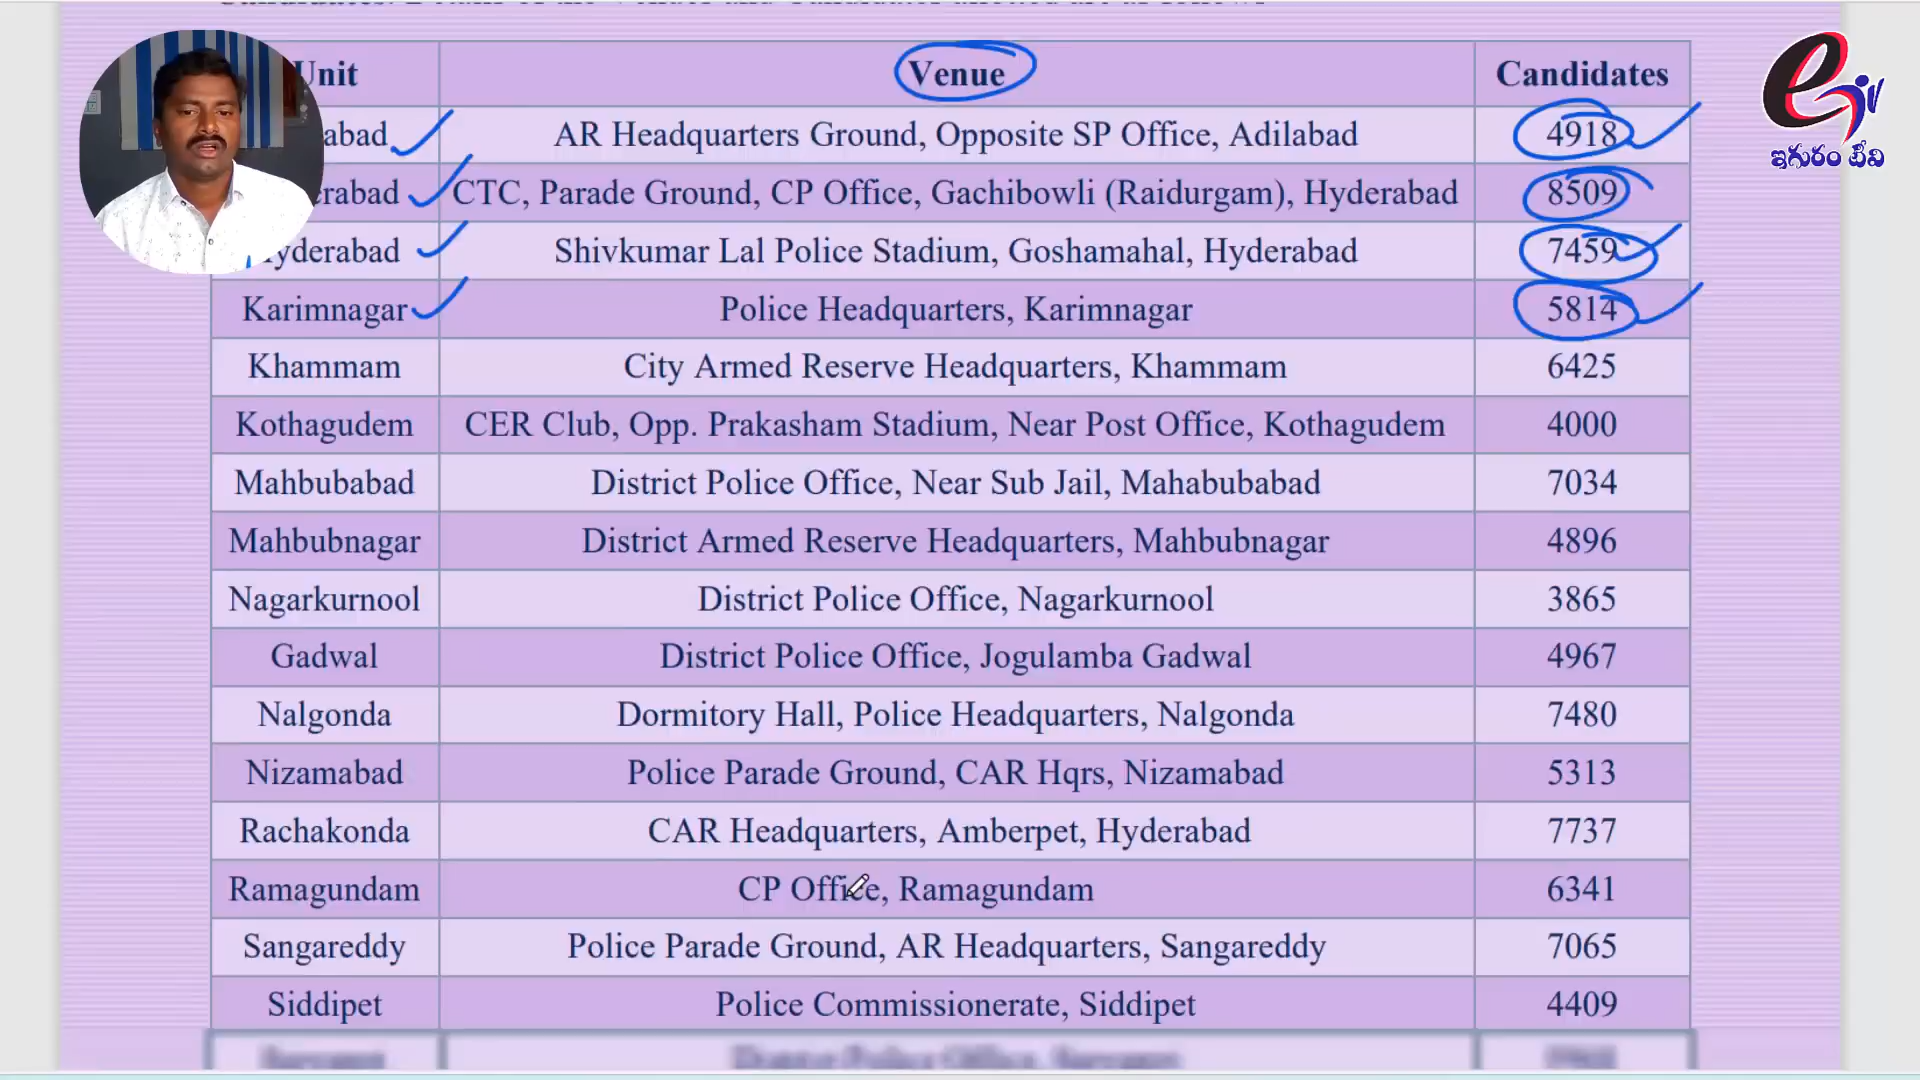 Unit Venue Candidates
abad AR Headquarters Ground, Opposite SP Office, Adilabad 4918
erabad CTC, Parade Ground, CP Office, Gachibowli (Raidurgam), Hyderabad 8509
yderabad Shivkumar Lal Police Stadium, Goshamahal, Hyderabad 7459
Karimnagar Police Headquarters, Karimnagar 5814
Khammam City Armed Reserve Headquarters, Khammam 6425
Kothagudem CER Club, Opp. Prakasham Stadium, Near Post Office, Kothagudem 4000
Mahbubabad District Police Office, Near Sub Jail, Mahabubabad 7034
Mahbubnagar District Armed Reserve Headquarters, Mahbubnagar 4896
Nagarkurnool District Police Office, Nagarkurnool 3865
Gadwal District Police Office, Jogulamba Gadwal 4967
Nalgonda Dormitory Hall, Police Headquarters, Nalgonda 7480
Nizamabad Police Parade Ground, CAR Hqrs, Nizamabad 5313
Rachakonda CAR Headquarters, Amberpet, Hyderabad 7737
Ramagundam CP Office, Ramagundam 6341
Sangareddy Police Parade Ground, AR Headquarters, Sangareddy 7065
Siddipet Police Commissionerate, Siddipet 4409
ఇగురం టీవి